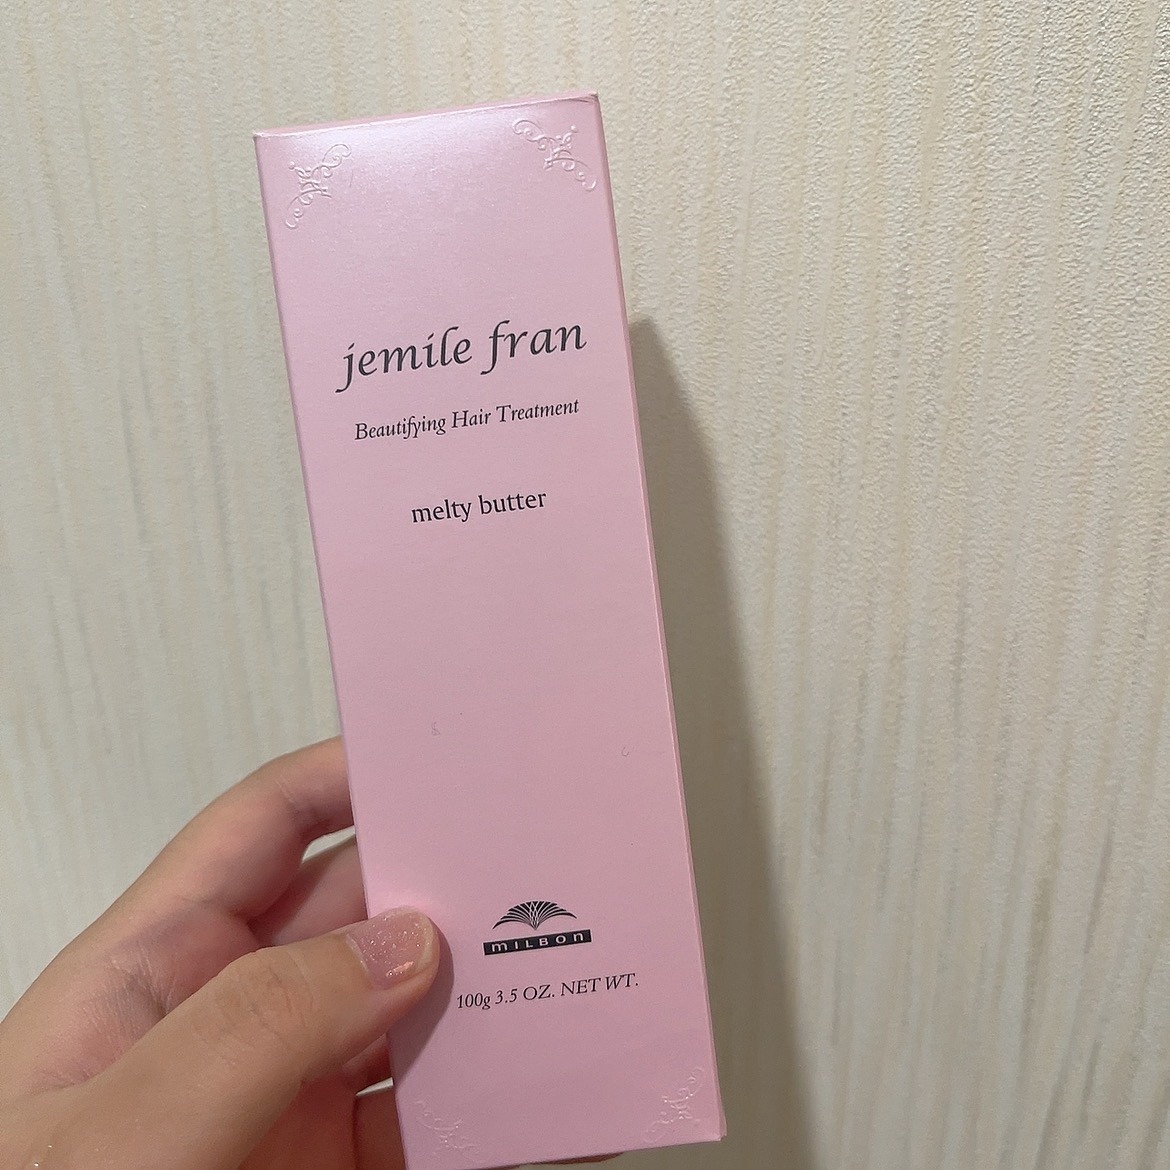 jemile fran
Beautifying Hair Treatment
melty butter
MILBON
100g 3.5 OZ. NET WT.